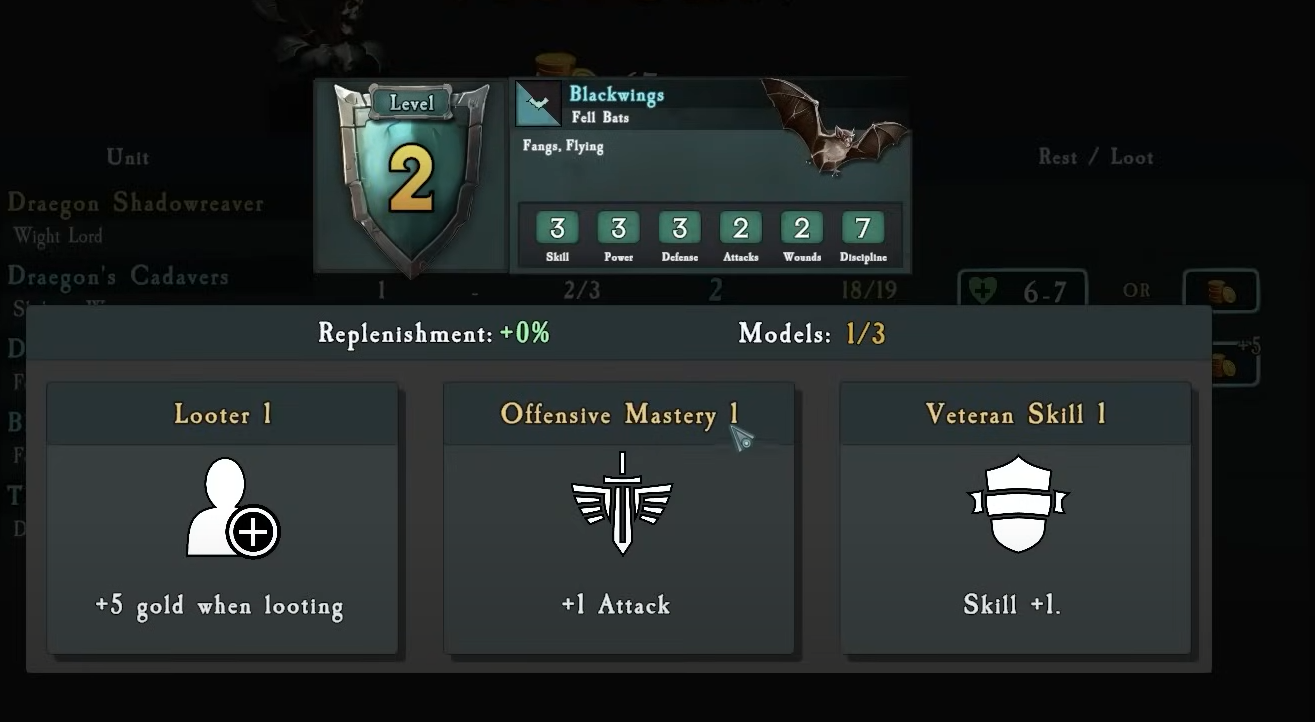 Level
2
Blackwings
Fell Bats
Fangs, Flying
3 3 3 2 2 7
Skill Power Defense Attacks Wounds Discipline
Unit
Rest / Loot
Draegon Shadowreaver
Wight Lord
Draegon's Cadavers
1 - 2/3 2 18/19 6-7 OR
+5
Replenishment: +0% Models: 1/3
Looter 1
+5 gold when looting
Offensive Mastery 1
+1 Attack
Veteran Skill 1
Skill +1.